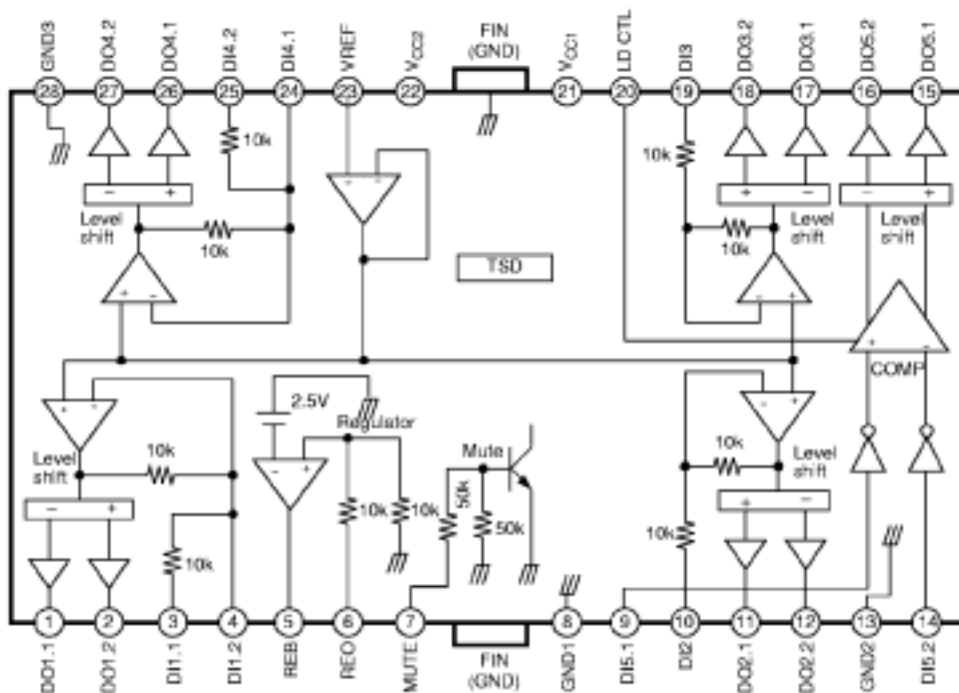 GND3
DO4.2
DO4.1
DI4.2
DI4.1
VREF
VCC2
FIN
(GND)
VCC1
LD CTL
DI3
DO3.2
DO3.1
DO5.2
DO5.1
28 27 26 25 24 23 22 21 20 19 18 17 16 15
10k
10k
− +
+ −
− +
Level
shift
10k
Level
shift
Level
shift
10k
− −
TSD
+ −
− +
+ −
COMP
2.5V
Regulator
+ −
− +
− +
Level
shift
10k
10k
10k
10k
50k
Mute
50k
10k
Level
shift
10k
− +
+ −
1 2 3 4 5 6 7 8 9 10 11 12 13 14
DO1.1
DO1.2
DI1.1
DI1.2
REB
REO
MUTE
FIN
(GND)
GND1
DI5.1
DI2
DO2.1
DO2.2
GND2
DI5.2